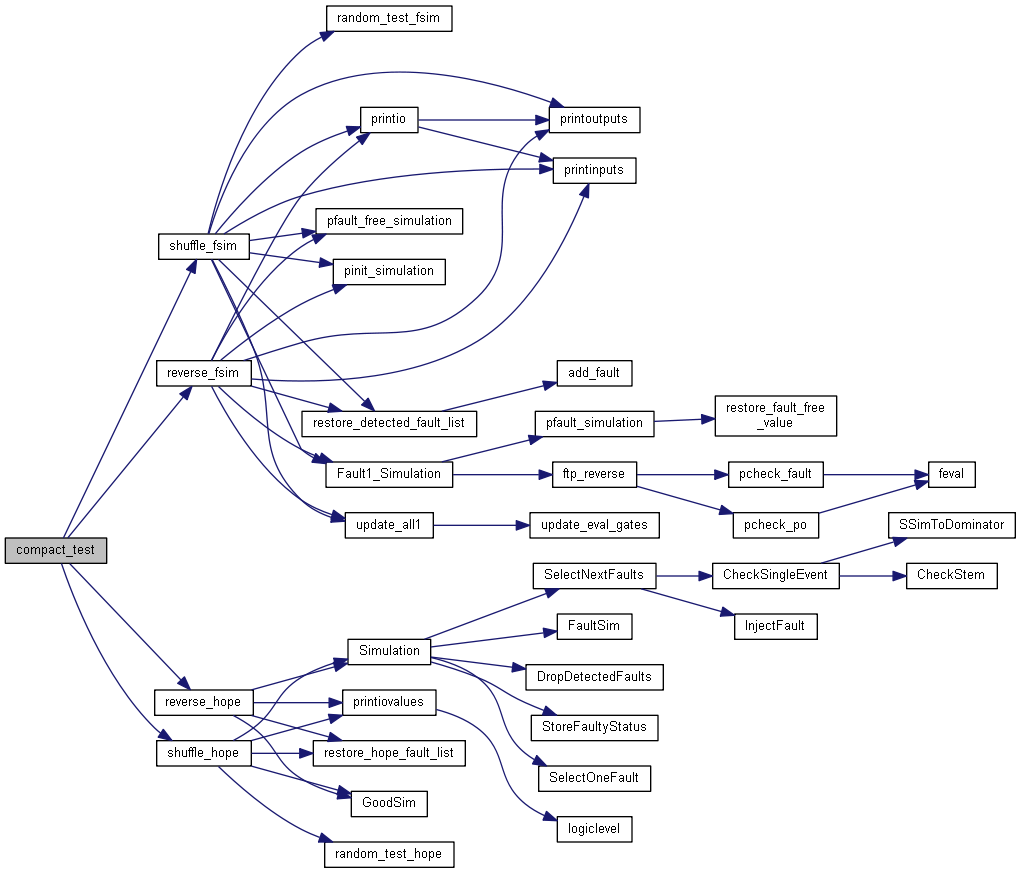 random_test_fsim
printio
printoutputs
printinputs
pfault_free_simulation
shuffle_fsim
pinit_simulation
reverse_fsim
add_fault
restore_detected_fault_list
pfault_simulation
restore_fault_free
_value
Fault1_Simulation
ftp_reverse
pcheck_fault
feval
update_all1
update_eval_gates
pcheck_po
SSimToDominator
compact_test
SelectNextFaults
CheckSingleEvent
CheckStem
FaultSim
InjectFault
Simulation
DropDetectedFaults
reverse_hope
printiovalues
StoreFaultyStatus
shuffle_hope
restore_hope_fault_list
SelectOneFault
GoodSim
logiclevel
random_test_hope